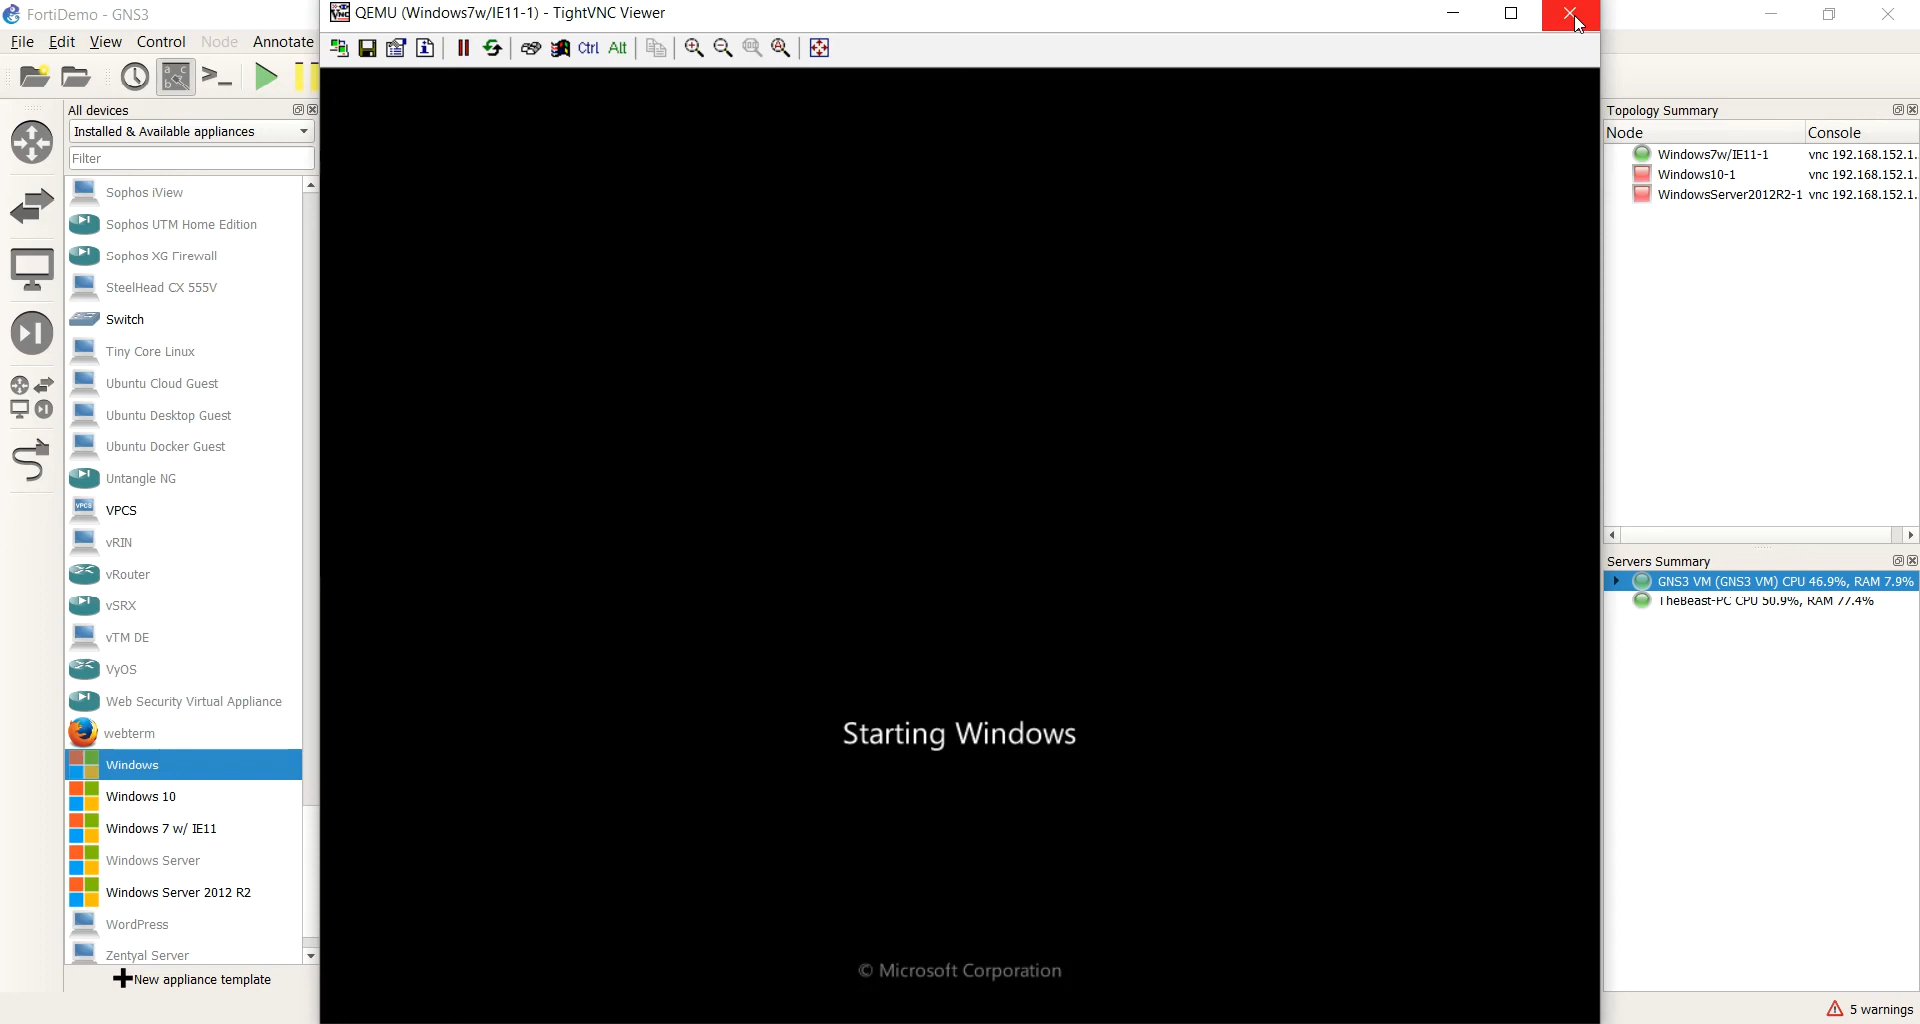 FortiDemo - GNS3
File Edit View Control Node Annotate
QEMU (Windows7w/IE11-1) - TightVNC Viewer
Ctrl Alt
All devices
Installed & Available appliances
Filter
Sophos iView
Sophos UTM Home Edition
Sophos XG Firewall
SteelHead CX 555V
Switch
Tiny Core Linux
Ubuntu Cloud Guest
Ubuntu Desktop Guest
Ubuntu Docker Guest
Untangle NG
VPCS
vRIN
vRouter
vSRX
vTM DE
VyOS
Web Security Virtual Appliance
webterm
Windows
Windows 10
Windows 7 w/ IE11
Windows Server
Windows Server 2012 R2
WordPress
Zentyal Server
New appliance template
Starting Windows
© Microsoft Corporation
Topology Summary
Node Console
Windows7w/IE11-1 vnc 192.168.152.1.
Windows10-1 vnc 192.168.152.1.
WindowsServer2012R2-1 vnc 192.168.152.1.
Servers Summary
GNS3 VM (GNS3 VM) CPU 46.9%, RAM 7.9%
TheBeast-PC CPU 50.9%, RAM 77.4%
5 warnings